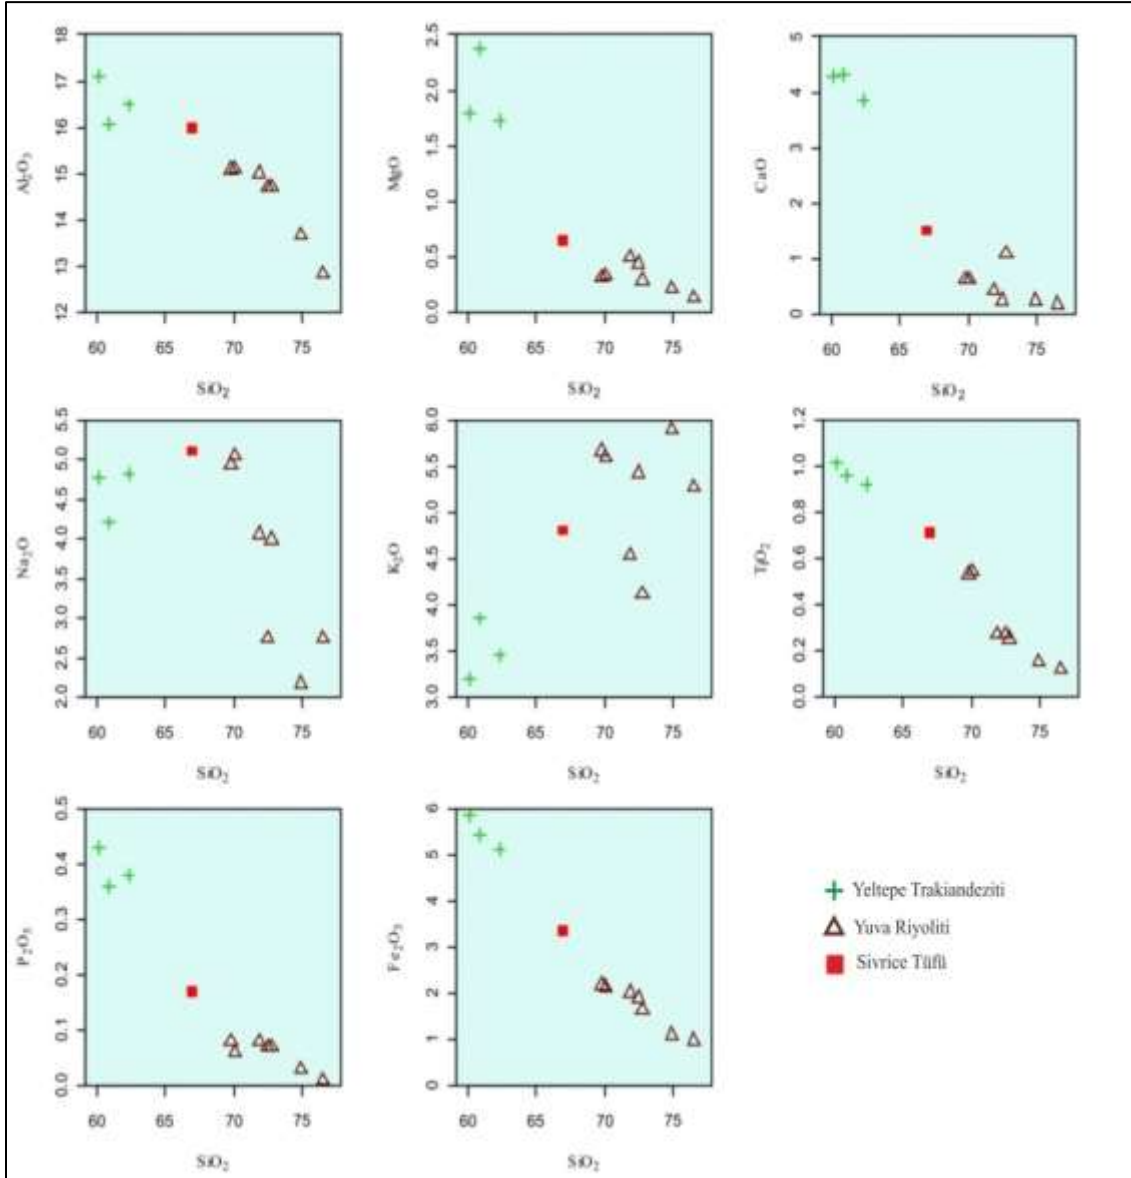 Al2O3
18
17
16
15
14
13
12
60 65 70 75
SiO2
MgO
2.5
2.0
1.5
1.0
0.5
0.0
60 65 70 75
SiO2
CaO
5
4
3
2
1
0
60 65 70 75
SiO2
Na2O
5.5
5.0
4.5
4.0
3.5
3.0
2.5
2.0
60 65 70 75
SiO2
K2O
6.0
5.5
5.0
4.5
4.0
3.5
3.0
60 65 70 75
SiO2
TiO2
1.2
1.0
0.8
0.6
0.4
0.2
0.0
60 65 70 75
SiO2
P2O5
0.5
0.4
0.3
0.2
0.1
0.0
60 65 70 75
SiO2
Fe2O3
6
5
4
3
2
1
0
60 65 70 75
SiO2
Yeltepe Trakiandeziti
Yuva Riyoliti
Sivrice Tüfü